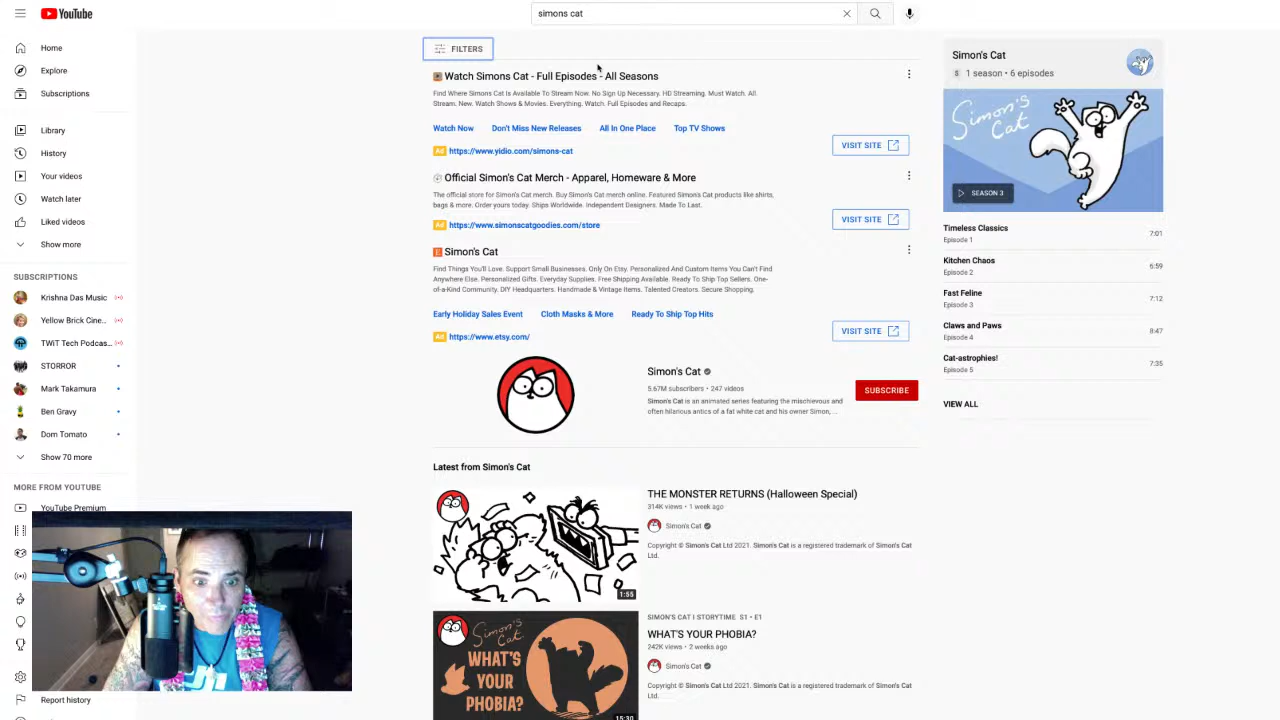 YouTube
simons cat
Home
Explore
Subscriptions
Library
History
Your videos
Watch later
Liked videos
Show more
SUBSCRIPTIONS
Krishna Das Music
Yellow Brick Cine...
TWiT Tech Podcas...
STORROR
Mark Takamura
Ben Gravy
Dom Tomato
Show 70 more
MORE FROM YOUTUBE
YouTube Premium
Report history
FILTERS
Watch Simons Cat - Full Episodes - All Seasons
Find Where Simons Cat Is Available To Stream Now. No Sign Up Necessary. HD Streaming. Must Watch. All.
Stream. New. Watch Shows & Movies. Everything. Watch. Full Episodes and Recaps.
Watch Now Don't Miss New Releases All In One Place Top TV Shows
Ad https://www.yidio.com/simons-cat
VISIT SITE
Official Simon's Cat Merch - Apparel, Homeware & More
The official store for Simon's Cat merch. Buy Simon's Cat merch online. Featured Simon's Cat products like shirts,
bags & more. Order yours today. Ships Worldwide. Independent Designers. Made To Last.
Ad https://www.simonscatgoodies.com/store
VISIT SITE
E Simon's Cat
Find Things You'll Love. Support Small Businesses. Only On Etsy. Personalized And Custom Items You Can't Find
Anywhere Else. Personalized Gifts. Everyday Supplies. Free Shipping Available. Ready To Ship Top Sellers. One-
of-a-Kind Community. DIY Headquarters. Handmade & Vintage Items. Talented Creators. Secure Shopping.
Early Holiday Sales Event Cloth Masks & More Ready To Ship Top Hits
Ad https://www.etsy.com/
VISIT SITE
Simon's Cat
5.67M subscribers • 247 videos
Simon's Cat is an animated series featuring the mischievous and
often hilarious antics of a fat white cat and his owner Simon, ...
SUBSCRIBE
Latest from Simon's Cat
THE MONSTER RETURNS (Halloween Special)
314K views • 1 week ago
Simon's Cat
Copyright © Simon's Cat Ltd 2021. Simon's Cat is a registered trademark of Simon's Cat
Ltd.
1:55
SIMON'S CAT I STORYTIME S1 • E1
WHAT'S YOUR PHOBIA?
242K views • 2 weeks ago
Simon's Cat
Copyright © Simon's Cat Ltd 2021. Simon's Cat is a registered trademark of Simon's Cat
Ltd.
Simon's
Cat
WHAT'S
YOUR
PHOBIA?
15:30
Simon's Cat
S 1 season • 6 episodes
Simon's
Cat
SEASON 3
Timeless Classics
Episode 1
7:01
Kitchen Chaos
Episode 2
6:59
Fast Feline
Episode 3
7:12
Claws and Paws
Episode 4
8:47
Cat-astrophies!
Episode 5
7:35
VIEW ALL